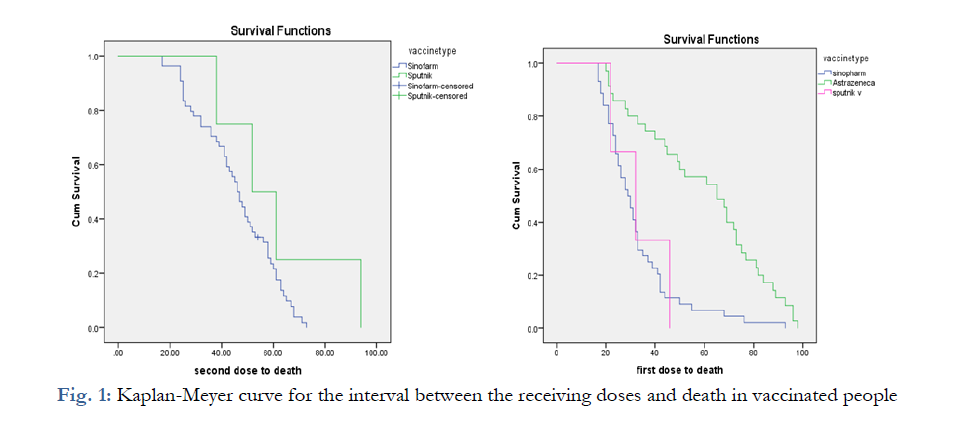 Survival Functions
vaccinetype
Sinofarm
Sputnik
Sinofarm-censored
Sputnik-censored
Cum Survival
1.0
0.8
0.6
0.4
0.2
0.0
.00 20.00 40.00 60.00 80.00 100.00
second dose to death
Survival Functions
vaccinetype
sinopharm
Astrazeneca
sputnik v
Cum Survival
1.0
0.8
0.6
0.4
0.2
0.0
0 20 40 60 80 100
first dose to death
Fig. 1: Kaplan-Meyer curve for the interval between the receiving doses and death in vaccinated people